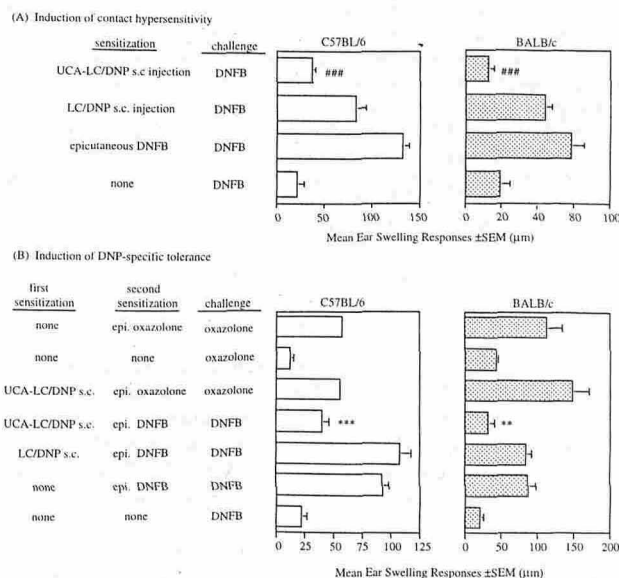 (A) Induction of contact hypersensitivity
sensitization challenge C57BL/6 BALB/c
UCA-LC/DNP s.c injection DNFB ### ###
LC/DNP s.c. injection DNFB
epicutaneous DNFB DNFB
none DNFB
0 50 100 150 0 20 40 60 80 100
Mean Ear Swelling Responses ±SEM (µm)
(B) Induction of DNP-specific tolerance
first sensitization second sensitization challenge C57BL/6 BALB/c
none epi. oxazolone oxazolone
none none oxazolone
UCA-LC/DNP s.c. epi. oxazolone oxazolone
UCA-LC/DNP s.c. epi. DNFB DNFB *** **
LC/DNP s.c. epi. DNFB DNFB
none epi. DNFB DNFB
none none DNFB
0 25 50 75 100 125 0 50 100 150 200
Mean Ear Swelling Responses ±SEM (µm)